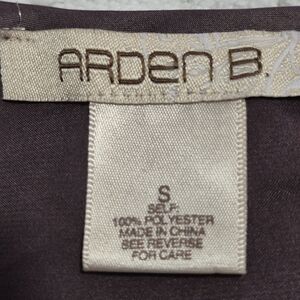 ARDEN B.
S
SELF:
100% POLYESTER
MADE IN CHINA
SEE REVERSE
FOR CARE